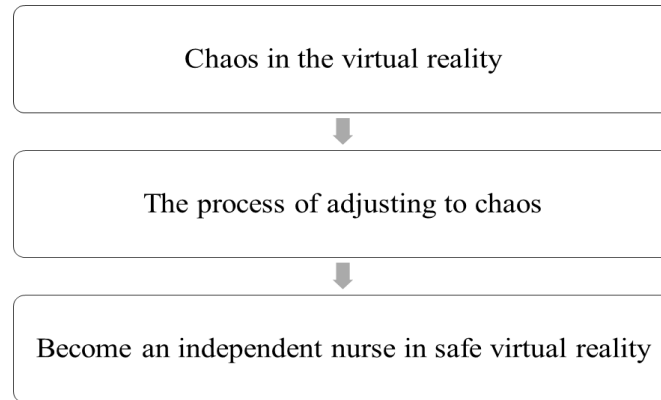 Chaos in the virtual reality
The process of adjusting to chaos
Become an independent nurse in safe virtual reality